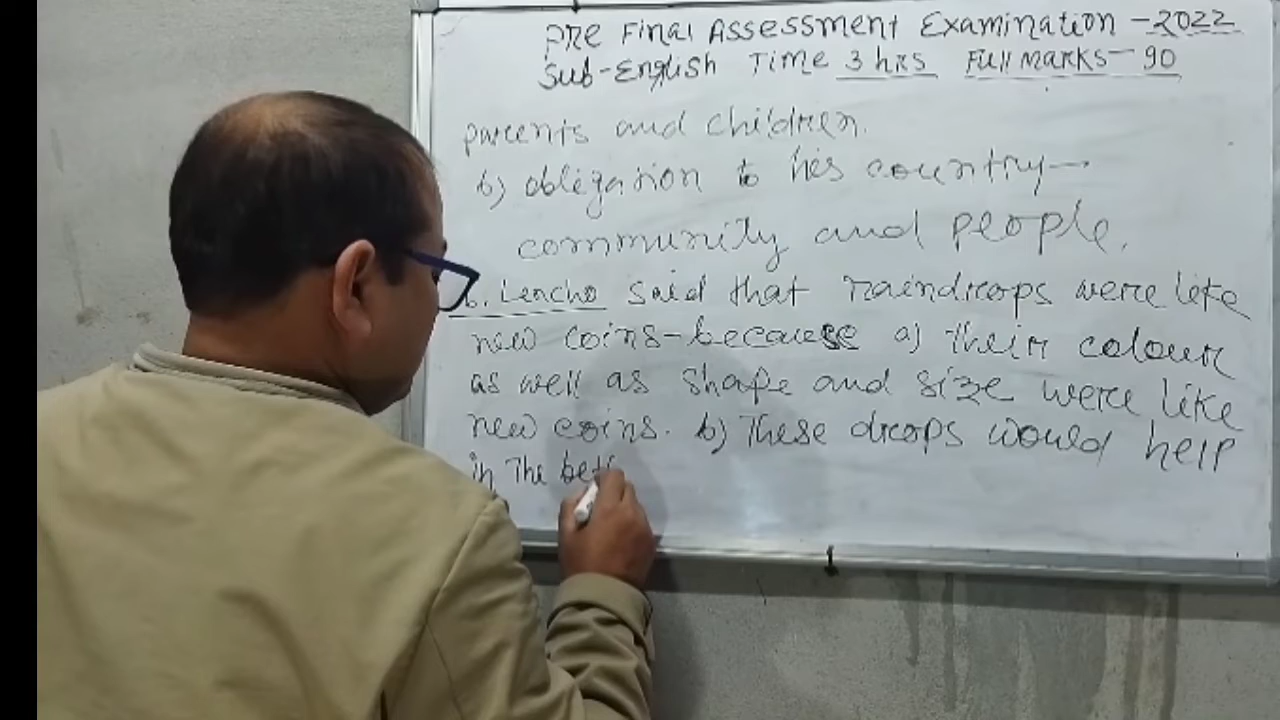 Pre Final Assessment Examination - 2022
Sub-English Time 3 hrs Full Marks - 90
parents and children.
b) obligation to his country—
community and people.
6. Lencho said that raindrops were like
new coins-because a) their colour
as well as shape and size were like
new coins. b) These drops would help
in The